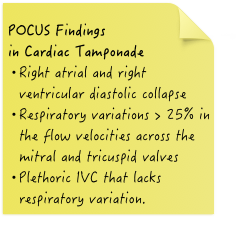 POCUS Findings
in Cardiac Tamponade
• Right atrial and right
ventricular diastolic collapse
• Respiratory variations > 25% in
the flow velocities across the
mitral and tricuspid valves
• Plethoric IVC that lacks
respiratory variation.